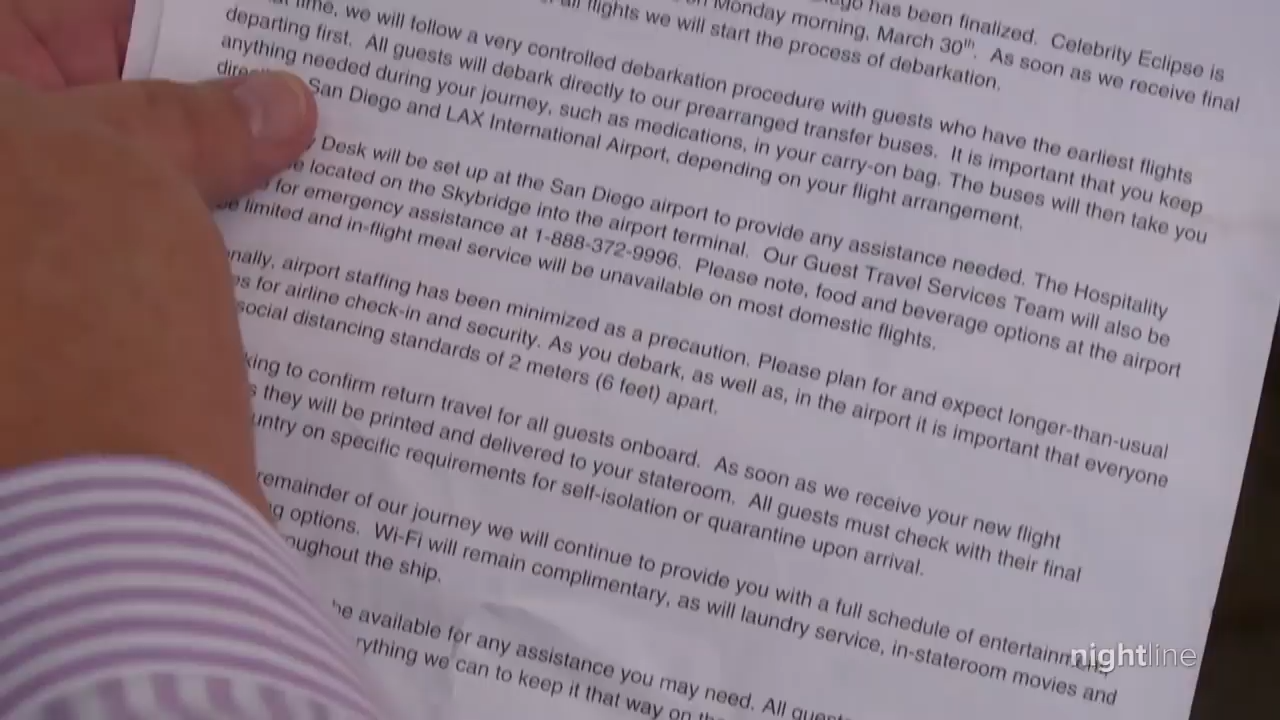 ego has been finalized. Celebrity Eclipse is
on Monday morning, March 30th. As soon as we receive final
all flights we will start the process of debarkation.
time, we will follow a very controlled debarkation procedure with guests who have the earliest flights
departing first. All guests will debark directly to our prearranged transfer buses. It is important that you keep
anything needed during your journey, such as medications, in your carry-on bag. The buses will then take you
San Diego and LAX International Airport, depending on your flight arrangement.
Desk will be set up at the San Diego airport to provide any assistance needed. The Hospitality
located on the Skybridge into the airport terminal. Our Guest Travel Services Team will also be
for emergency assistance at 1-888-372-9996. Please note, food and beverage options at the airport
limited and in-flight meal service will be unavailable on most domestic flights.
nally, airport staffing has been minimized as a precaution. Please plan for and expect longer-than-usual
es for airline check-in and security. As you debark, as well as, in the airport it is important that everyone
social distancing standards of 2 meters (6 feet) apart.
king to confirm return travel for all guests onboard. As soon as we receive your new flight
s they will be printed and delivered to your stateroom. All guests must check with their final
untry on specific requirements for self-isolation or quarantine upon arrival.
remainder of our journey we will continue to provide you with a full schedule of entertainment,
ng options. Wi-Fi will remain complimentary, as will laundry service, in-stateroom movies and
oughout the ship.
be available for any assistance you may need. All guest
rything we can to keep it that way on
nightline